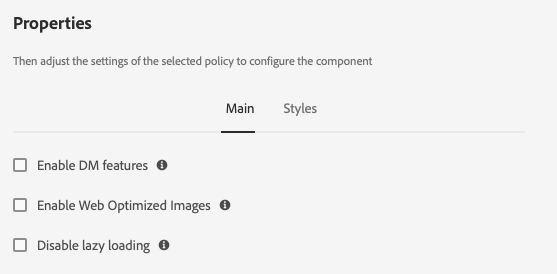 Properties
Then adjust the settings of the selected policy to configure the component
Main Styles
Enable DM features
Enable Web Optimized Images
Disable lazy loading